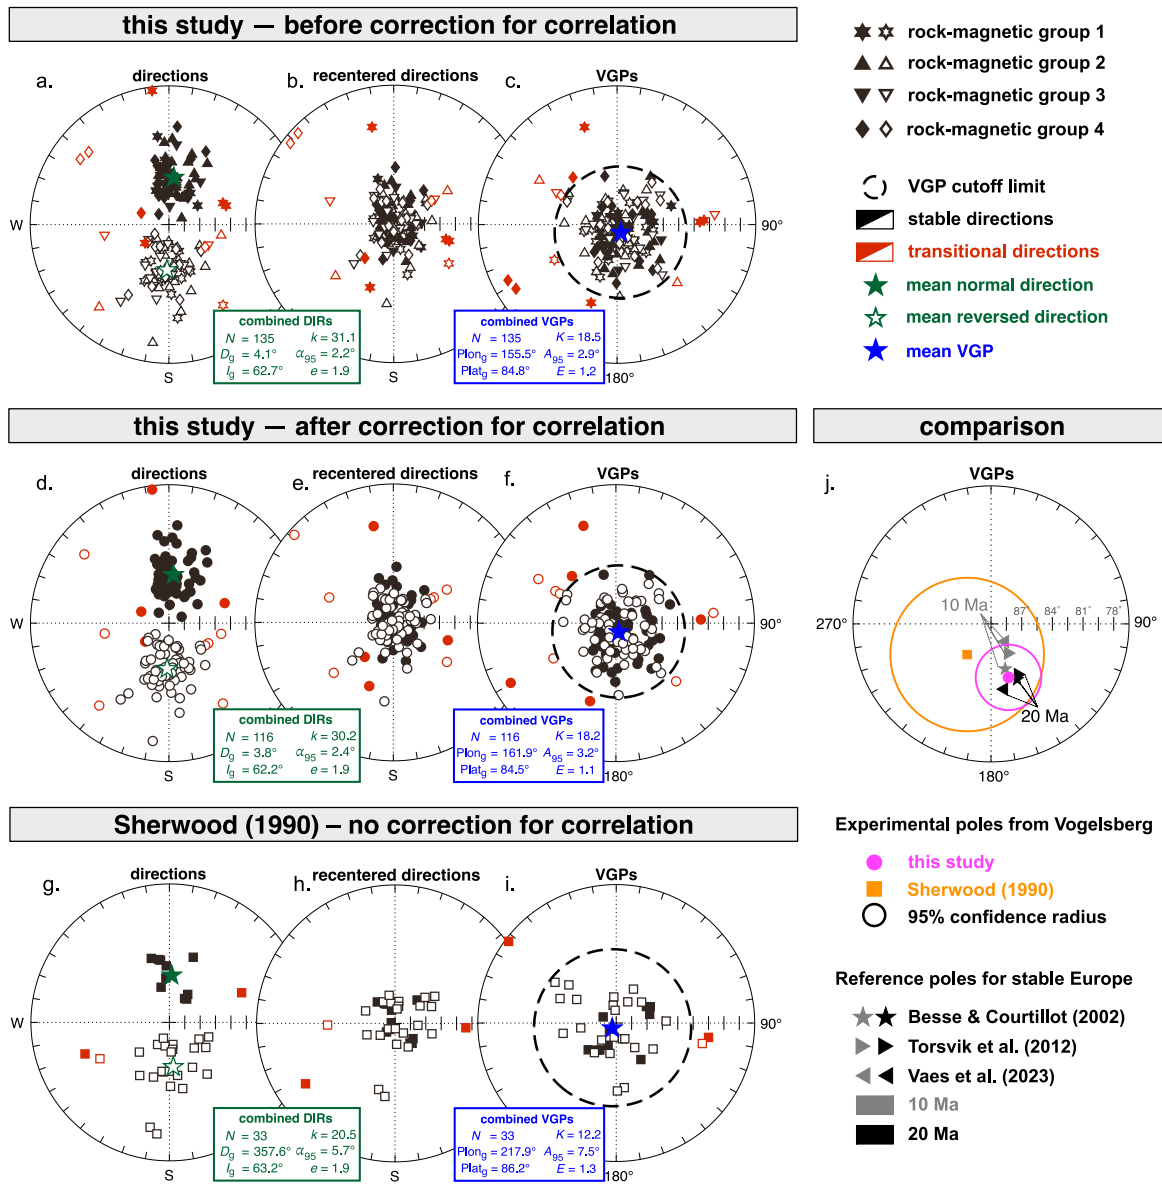 this study — before correction for correlation
a.
directions
b.
recentered directions
c.
VGPs
W
90°
S
180°
combined DIRs
N = 135 k = 31.1
Dg = 4.1° α95 = 2.2°
Ig = 62.7° e = 1.9
combined VGPs
N = 135 K = 18.5
Plong = 155.5° A95 = 2.9°
Platg = 84.8° E = 1.2
rock-magnetic group 1
rock-magnetic group 2
rock-magnetic group 3
rock-magnetic group 4
VGP cutoff limit
stable directions
transitional directions
mean normal direction
mean reversed direction
mean VGP
this study — after correction for correlation
d.
directions
e.
recentered directions
f.
VGPs
W
90°
S
180°
combined DIRs
N = 116 k = 30.2
Dg = 3.8° α95 = 2.4°
Ig = 62.2° e = 1.9
combined VGPs
N = 116 K = 18.2
Plong = 161.9° A95 = 3.2°
Platg = 84.5° E = 1.1
comparison
j.
VGPs
10 Ma
87° 84° 81° 78°
270°
90°
20 Ma
180°
Sherwood (1990) – no correction for correlation
g.
directions
h.
recentered directions
i.
VGPs
W
90°
S
180°
combined DIRs
N = 33 k = 20.5
Dg = 357.6° α95 = 5.7°
Ig = 63.2° e = 1.9
combined VGPs
N = 33 K = 12.2
Plong = 217.9° A95 = 7.5°
Platg = 86.2° E = 1.3
Experimental poles from Vogelsberg
this study
Sherwood (1990)
95% confidence radius
Reference poles for stable Europe
Besse & Courtillot (2002)
Torsvik et al. (2012)
Vaes et al. (2023)
10 Ma
20 Ma